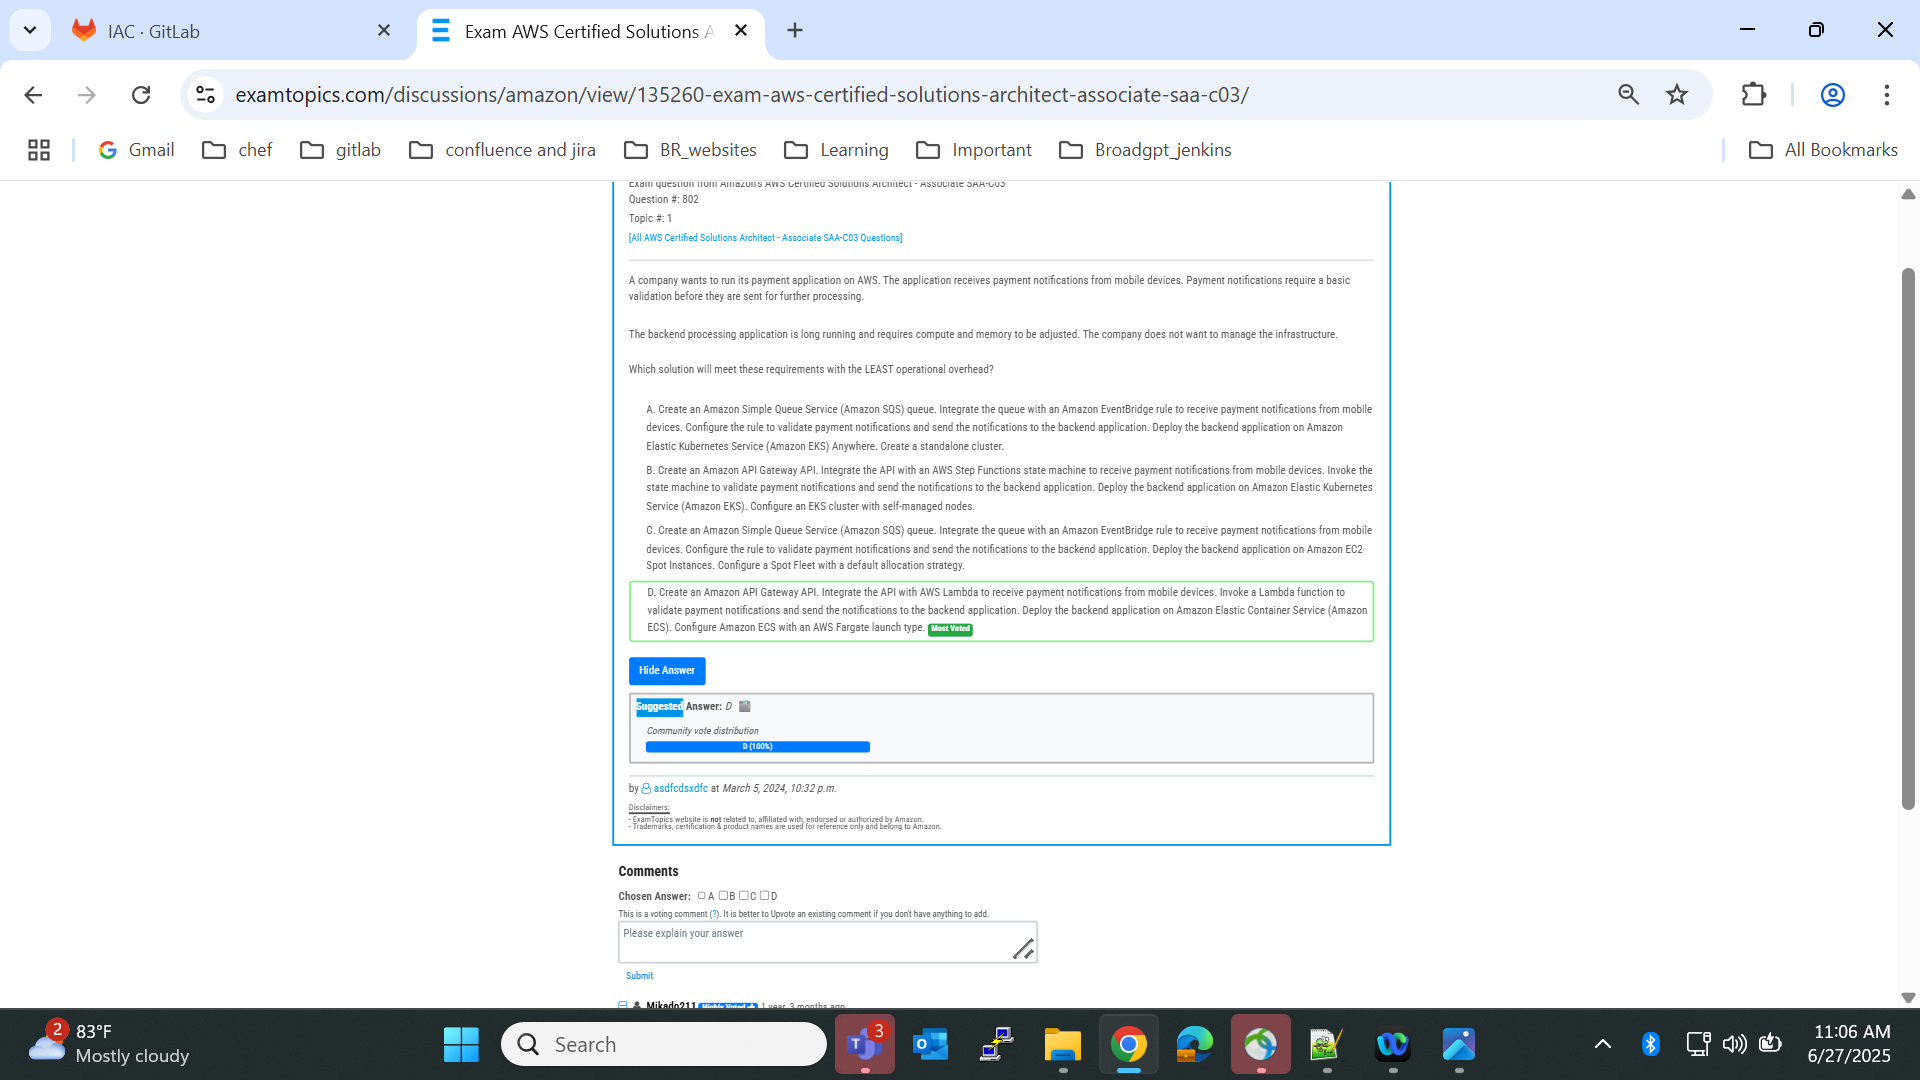 IAC · GitLab
Exam AWS Certified Solutions A
examtopics.com/discussions/amazon/view/135260-exam-aws-certified-solutions-architect-associate-saa-c03/
Gmail chef gitlab confluence and jira BR_websites Learning Important Broadgpt_jenkins All Bookmarks
Exam question from Amazon's AWS Certified Solutions Architect - Associate SAA-C03
Question #: 802
Topic #: 1
[All AWS Certified Solutions Architect - Associate SAA-C03 Questions]
A company wants to run its payment application on AWS. The application receives payment notifications from mobile devices. Payment notifications require a basic
validation before they are sent for further processing.
The backend processing application is long running and requires compute and memory to be adjusted. The company does not want to manage the infrastructure.
Which solution will meet these requirements with the LEAST operational overhead?
A. Create an Amazon Simple Queue Service (Amazon SQS) queue. Integrate the queue with an Amazon EventBridge rule to receive payment notifications from mobile
devices. Configure the rule to validate payment notifications and send the notifications to the backend application. Deploy the backend application on Amazon
Elastic Kubernetes Service (Amazon EKS) Anywhere. Create a standalone cluster.
B. Create an Amazon API Gateway API. Integrate the API with an AWS Step Functions state machine to receive payment notifications from mobile devices. Invoke the
state machine to validate payment notifications and send the notifications to the backend application. Deploy the backend application on Amazon Elastic Kubernetes
Service (Amazon EKS). Configure an EKS cluster with self-managed nodes.
C. Create an Amazon Simple Queue Service (Amazon SQS) queue. Integrate the queue with an Amazon EventBridge rule to receive payment notifications from mobile
devices. Configure the rule to validate payment notifications and send the notifications to the backend application. Deploy the backend application on Amazon EC2
Spot Instances. Configure a Spot Fleet with a default allocation strategy.
D. Create an Amazon API Gateway API. Integrate the API with AWS Lambda to receive payment notifications from mobile devices. Invoke a Lambda function to
validate payment notifications and send the notifications to the backend application. Deploy the backend application on Amazon Elastic Container Service (Amazon
ECS). Configure Amazon ECS with an AWS Fargate launch type. Most Voted
Hide Answer
Suggested Answer: D
Community vote distribution
D (100%)
by asdfcdsxdfc at March 5, 2024, 10:32 p.m.
Disclaimers:
- ExamTopics website is not related to, affiliated with, endorsed or authorized by Amazon.
- Trademarks, certification & product names are used for reference only and belong to Amazon.
Comments
Chosen Answer: A B C D
This is a voting comment (?). It is better to Upvote an existing comment if you don't have anything to add.
Please explain your answer
Submit
Mikado211 Highly Voted 1 year, 3 months ago
2 83°F
Mostly cloudy
Search
3
11:06 AM
6/27/2025